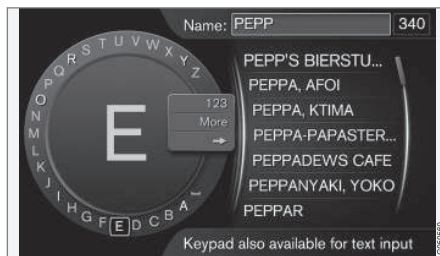 Name: PEPP 340
PEPP'S BIERSTU...
PEPPA, AFOI
PEPPA, KTIMA
PEPPA-PAPASTER...
PEPPADEWS CAFE
PEPPANYAKI, YOKO
PEPPAR
123
More
E
A B C D E F G H I J K L M N O P Q R S T U V W X Y Z
Keypad also available for text input